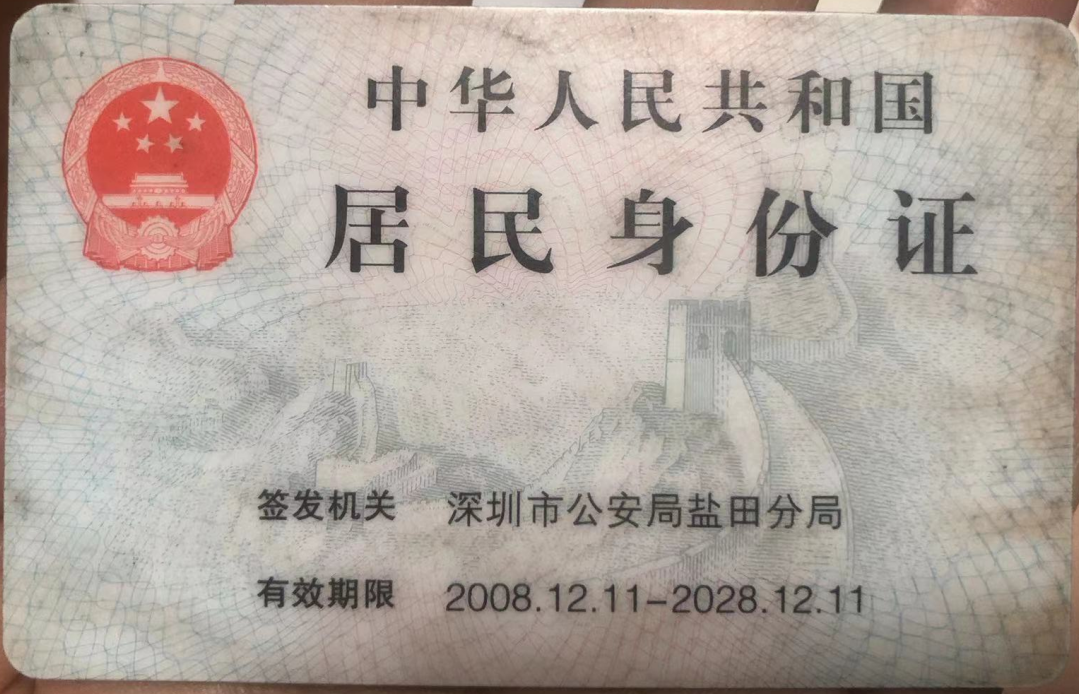 中华人民共和国
居民身份证
签发机关 深圳市公安局盐田分局
有效期限 2008.12.11-2028.12.11